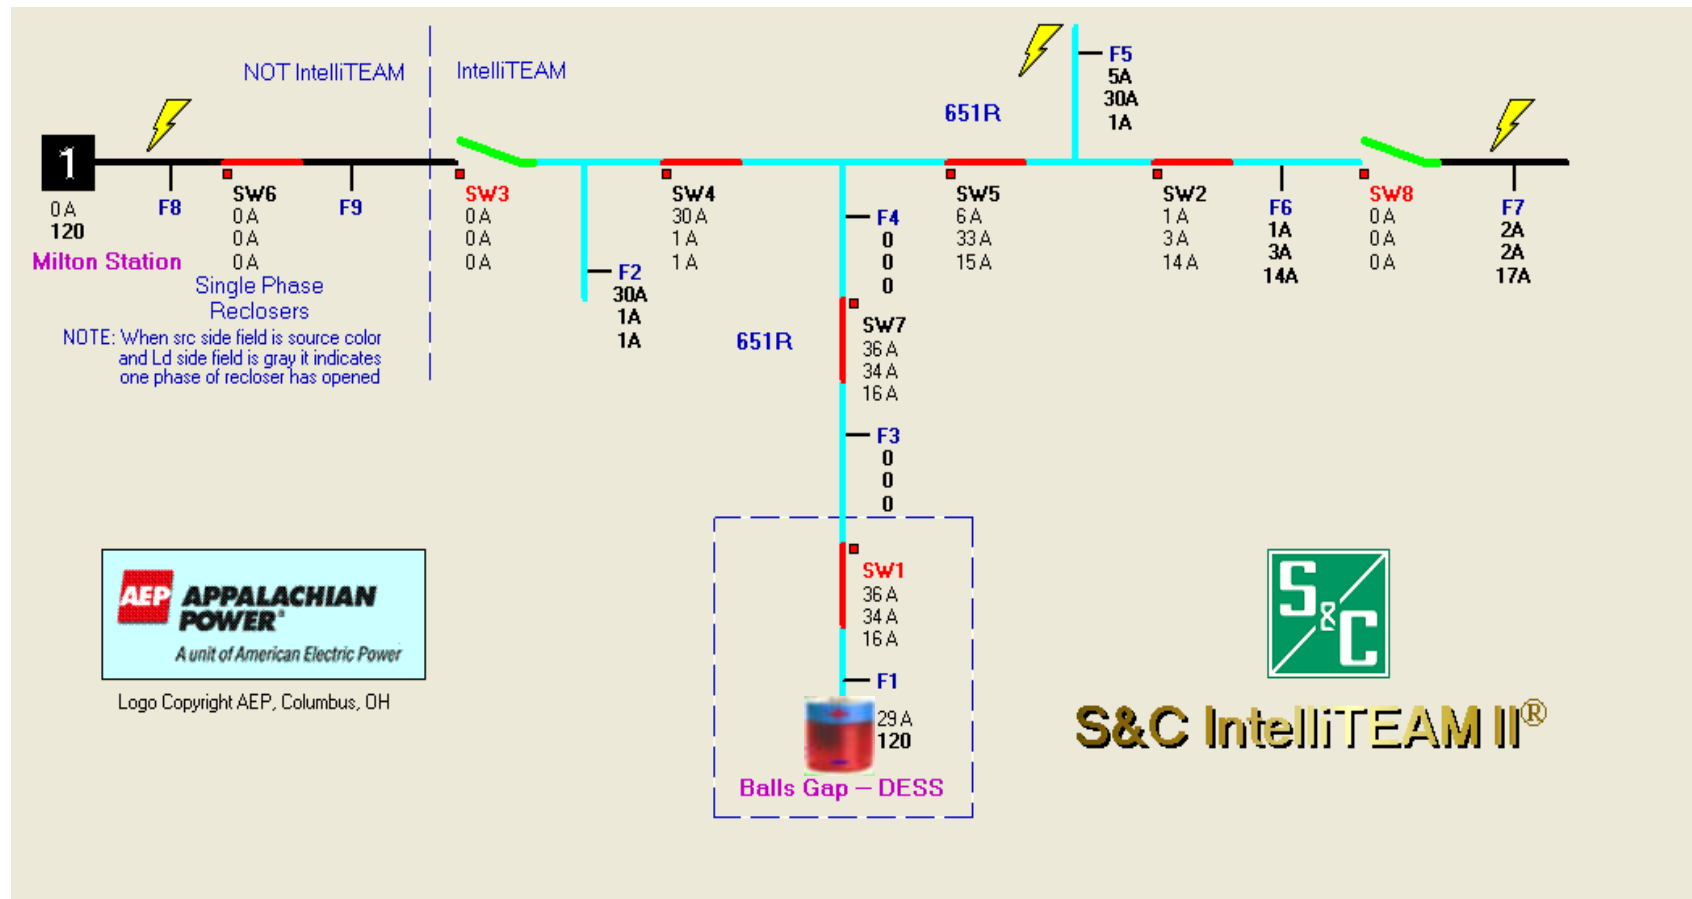 NOT IntelliTEAM
IntelliTEAM
1
0 A
120
Milton Station
F8
SW6
0 A
0 A
0 A
F9
Single Phase
Reclosers
NOTE: When src side field is source color
and Ld side field is gray it indicates
one phase of recloser has opened
SW3
0 A
0 A
0 A
F2
30A
1A
1A
SW4
30 A
1 A
1 A
651R
F4
0
0
0
SW7
36 A
34 A
16 A
F3
0
0
0
SW1
36 A
34 A
16 A
F1
29 A
120
Balls Gap – DESS
651R
SW5
6 A
33 A
15 A
F5
5A
30A
1A
SW2
1 A
3 A
14 A
F6
1A
3A
14A
SW8
0 A
0 A
0 A
F7
2A
2A
17A
AEP
APPALACHIAN
POWER®
A unit of American Electric Power
Logo Copyright AEP, Columbus, OH
S&C
S&C IntelliTEAM II®